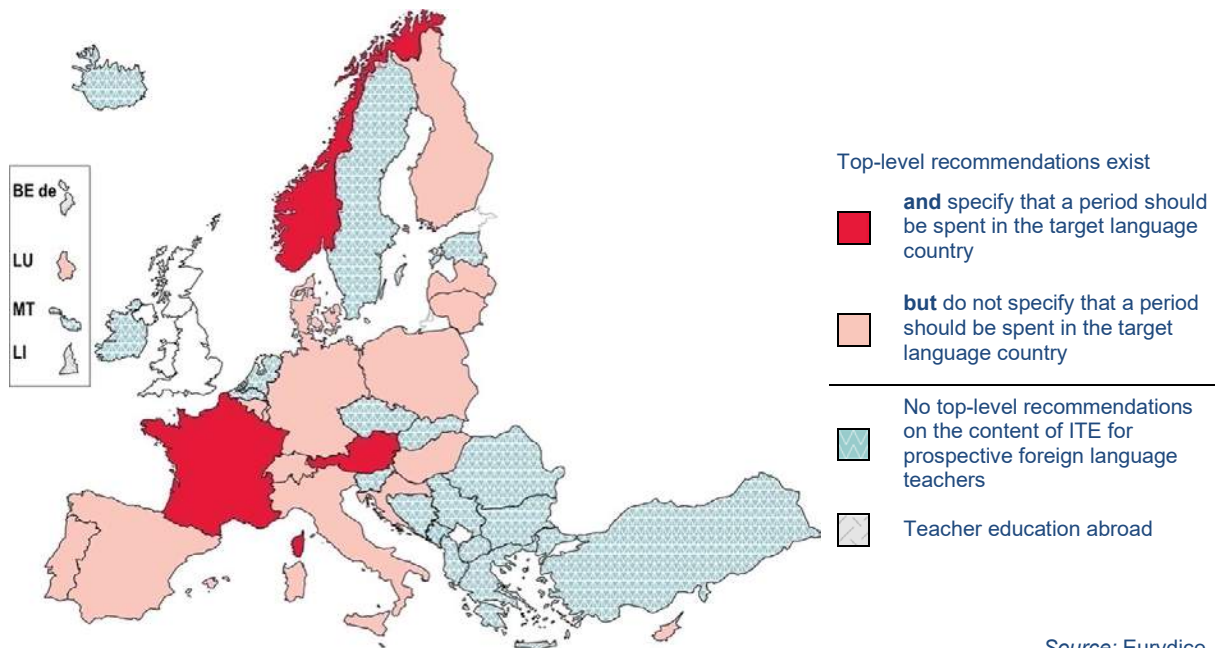 BE de
LU
MT
LI
Top-level recommendations exist
and specify that a period should
be spent in the target language
country
but do not specify that a period
should be spent in the target
language country
No top-level recommendations
on the content of ITE for
prospective foreign language
teachers
Teacher education abroad
Source: Eurydice